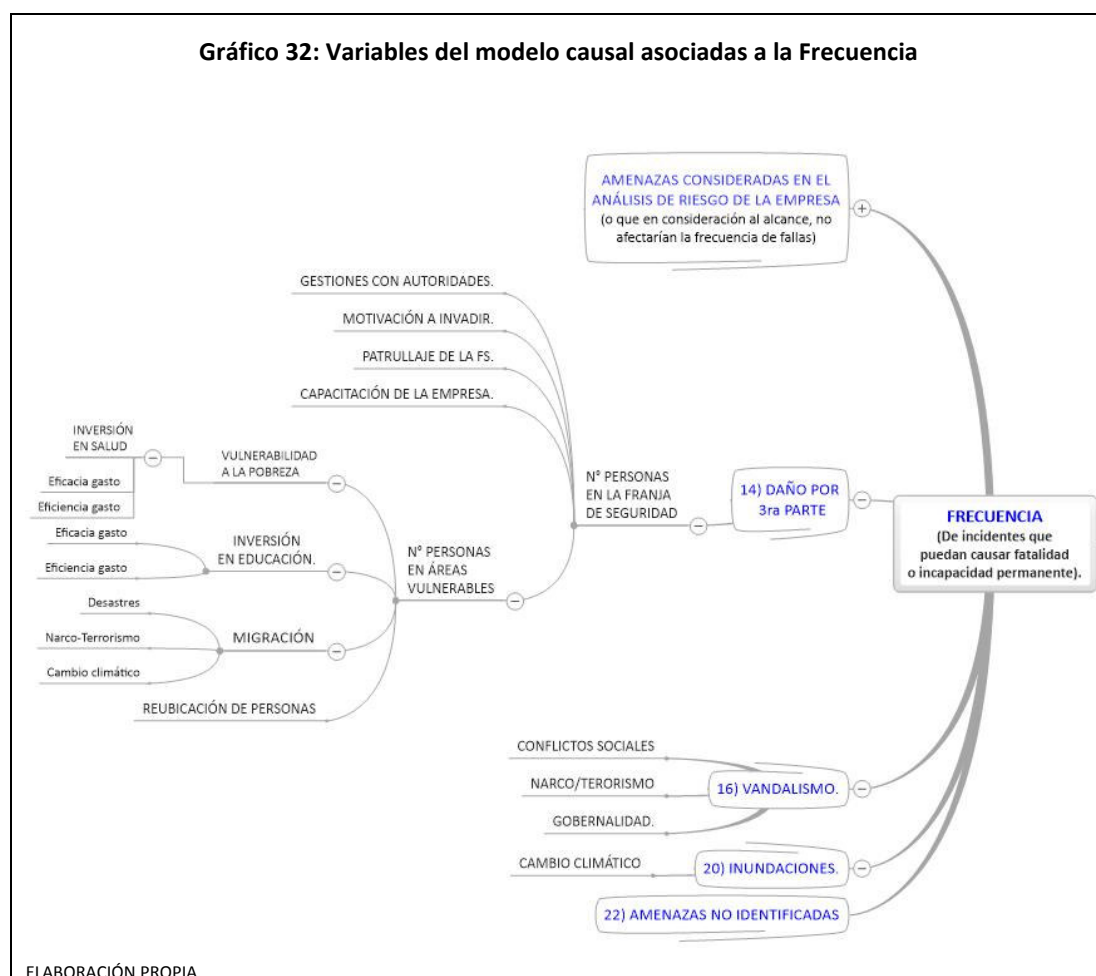 Gráfico 32: Variables del modelo causal asociadas a la Frecuencia
AMENAZAS CONSIDERADAS EN EL
ANÁLISIS DE RIESGO DE LA EMPRESA
(o que en consideración al alcance, no
afectarían la frecuencia de fallas)
GESTIONES CON AUTORIDADES.
MOTIVACIÓN A INVADIR.
PATRULLAJE DE LA FS.
CAPACITACIÓN DE LA EMPRESA.
INVERSIÓN
EN SALUD
Eficacia gasto
Eficiencia gasto
VULNERABILIDAD
A LA POBREZA
Eficacia gasto
Eficiencia gasto
INVERSIÓN
EN EDUCACIÓN.
Desastres
Narco-Terrorismo
Cambio climático
MIGRACIÓN
REUBICACIÓN DE PERSONAS
N° PERSONAS
EN ÁREAS
VULNERABLES
N° PERSONAS
EN LA FRANJA
DE SEGURIDAD
14) DAÑO POR
3ra PARTE
FRECUENCIA
(De incidentes que
puedan causar fatalidad
o incapacidad permanente).
CONFLICTOS SOCIALES
NARCO/TERORISMO
GOBERNALIDAD.
16) VANDALISMO.
CAMBIO CLIMÁTICO
20) INUNDACIONES.
22) AMENAZAS NO IDENTIFICADAS
ELABORACIÓN PROPIA